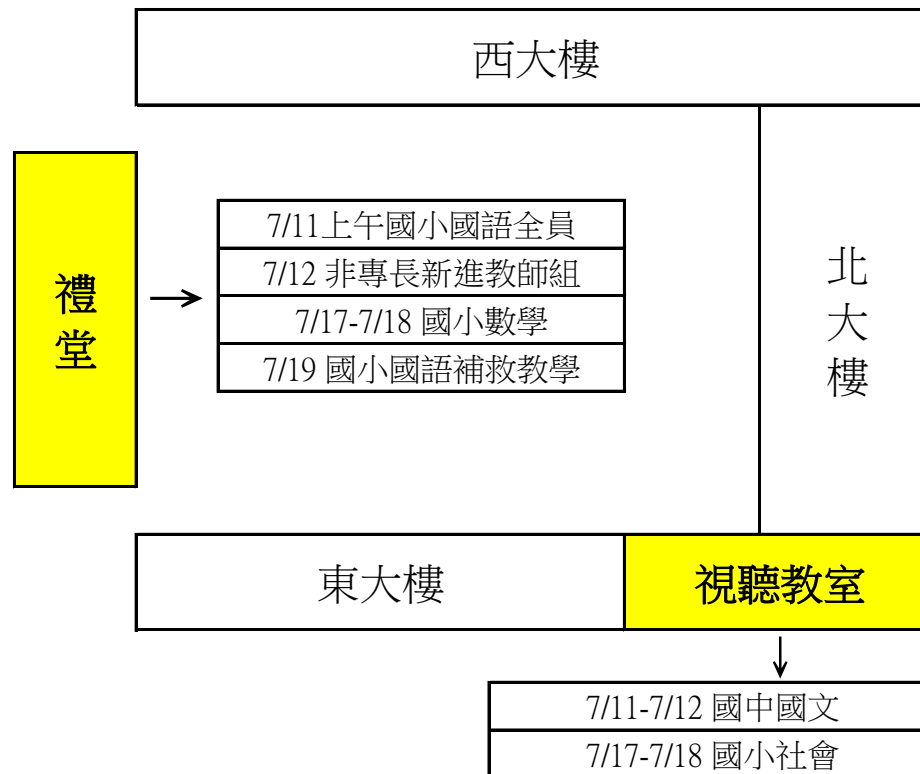 西大樓
禮堂
7/11上午國小國語全員
7/12 非專長新進教師組
7/17-7/18 國小數學
7/19 國小國語補救教學
北大樓
東大樓
視聽教室
7/11-7/12 國中國文
7/17-7/18 國小社會